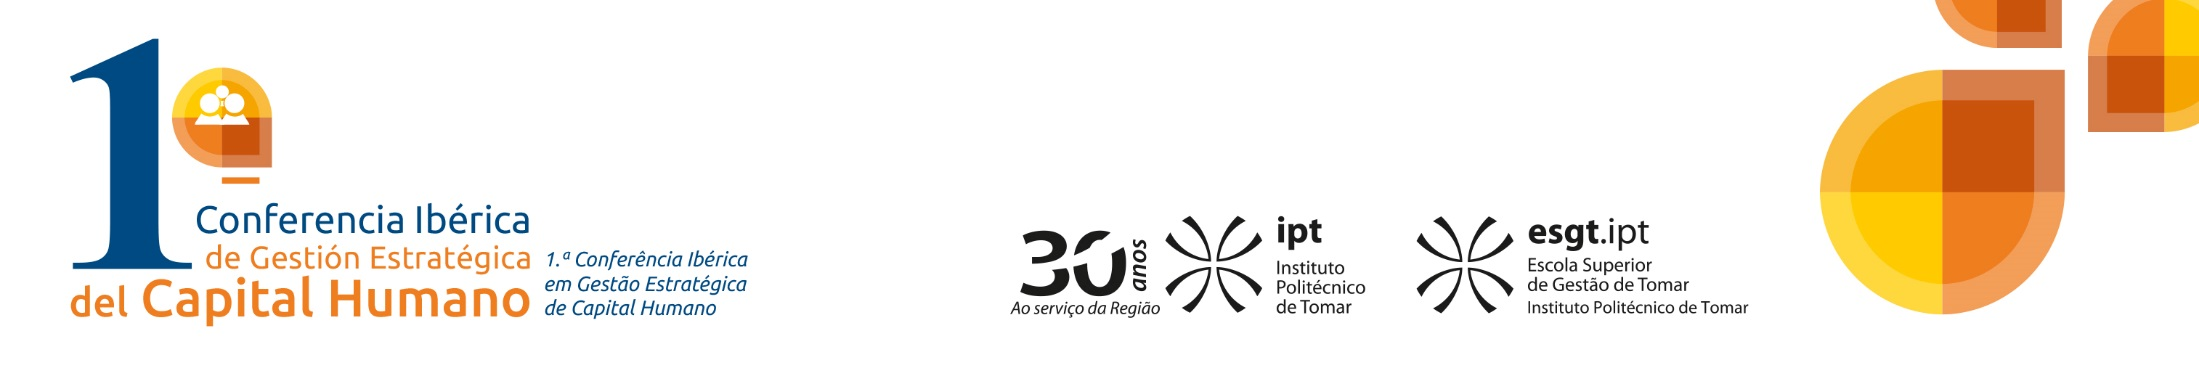 1
Conferencia Ibérica
de Gestión Estratégica
del Capital Humano
1.ª Conferência Ibérica
em Gestão Estratégica
de Capital Humano
30 anos
Ao serviço da Região
ipt
Instituto
Politécnico
de Tomar
esgt.ipt
Escola Superior
de Gestão de Tomar
Instituto Politécnico de Tomar